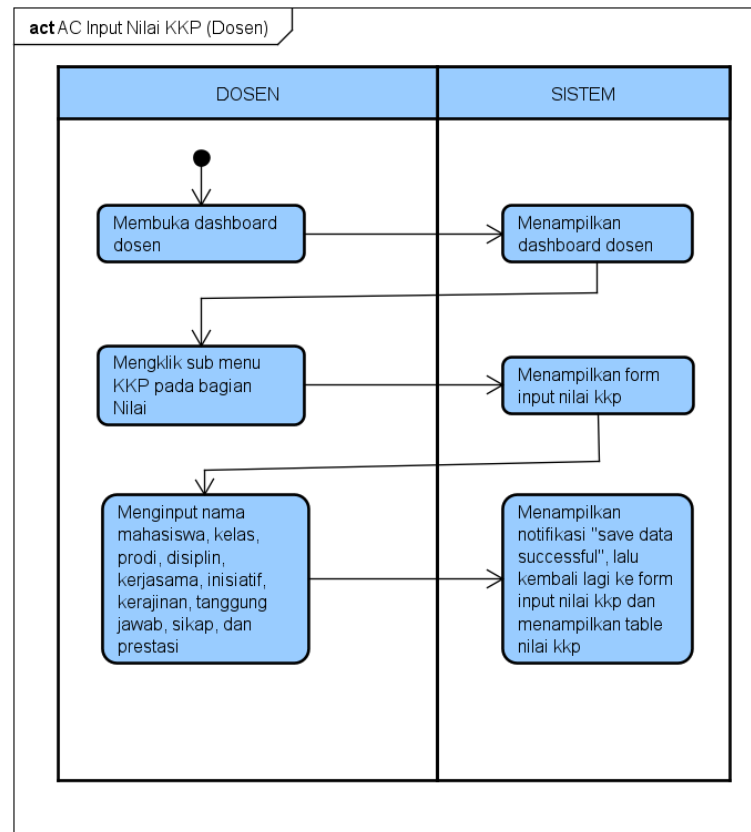 act AC Input Nilai KKP (Dosen)
DOSEN
SISTEM
Membuka dashboard
dosen
Menampilkan
dashboard dosen
Mengklik sub menu
KKP pada bagian
Nilai
Menampilkan form
input nilai kkp
Menginput nama
mahasiswa, kelas,
prodi, disiplin,
kerjasama, inisiatif,
kerajinan, tanggung
jawab, sikap, dan
prestasi
Menampilkan
notifikasi "save data
successful", lalu
kembali lagi ke form
input nilai kkp dan
menampilkan table
nilai kkp